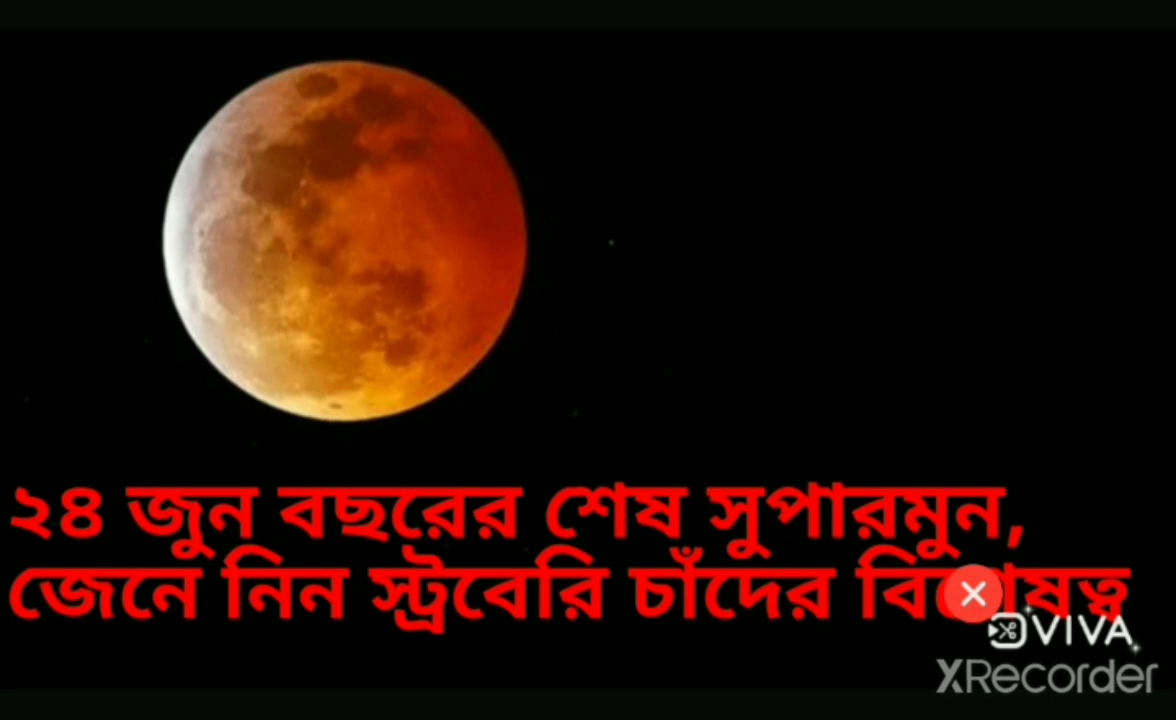 ২৪ জুন বছরের শেষ সুপারমুন,
জেনে নিন স্ট্রবেরি চাঁদের
VIVA
XRecorder